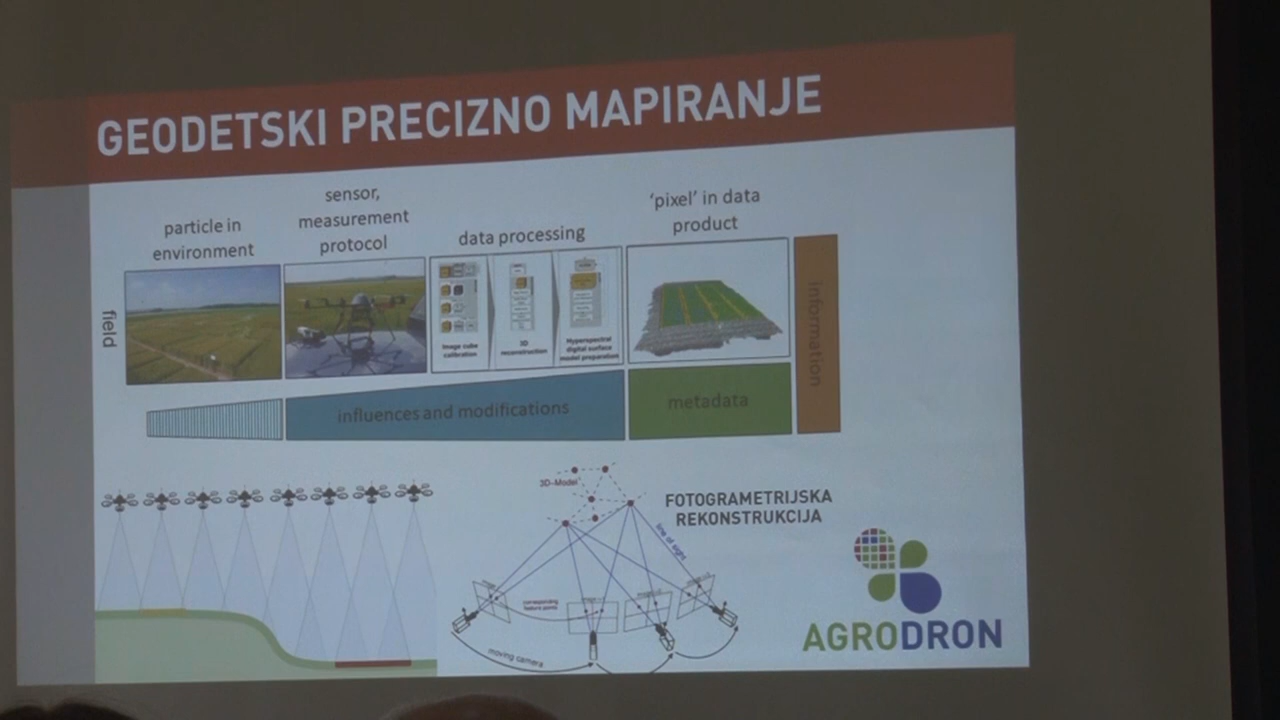 GEODETSKI PRECIZNO MAPIRANJE
particle in
environment
sensor,
measurement
protocol
data processing
'pixel' in data
product
field
Image cube
calibration
3D
reconstruction
Hyperspectral
digital surface
model preparation
information
influences and modifications
metadata
3D-Model
line of sight
corresponding
feature points
moving camera
FOTOGRAMETRIJSKA
REKONSTRUKCIJA
AGRODRON